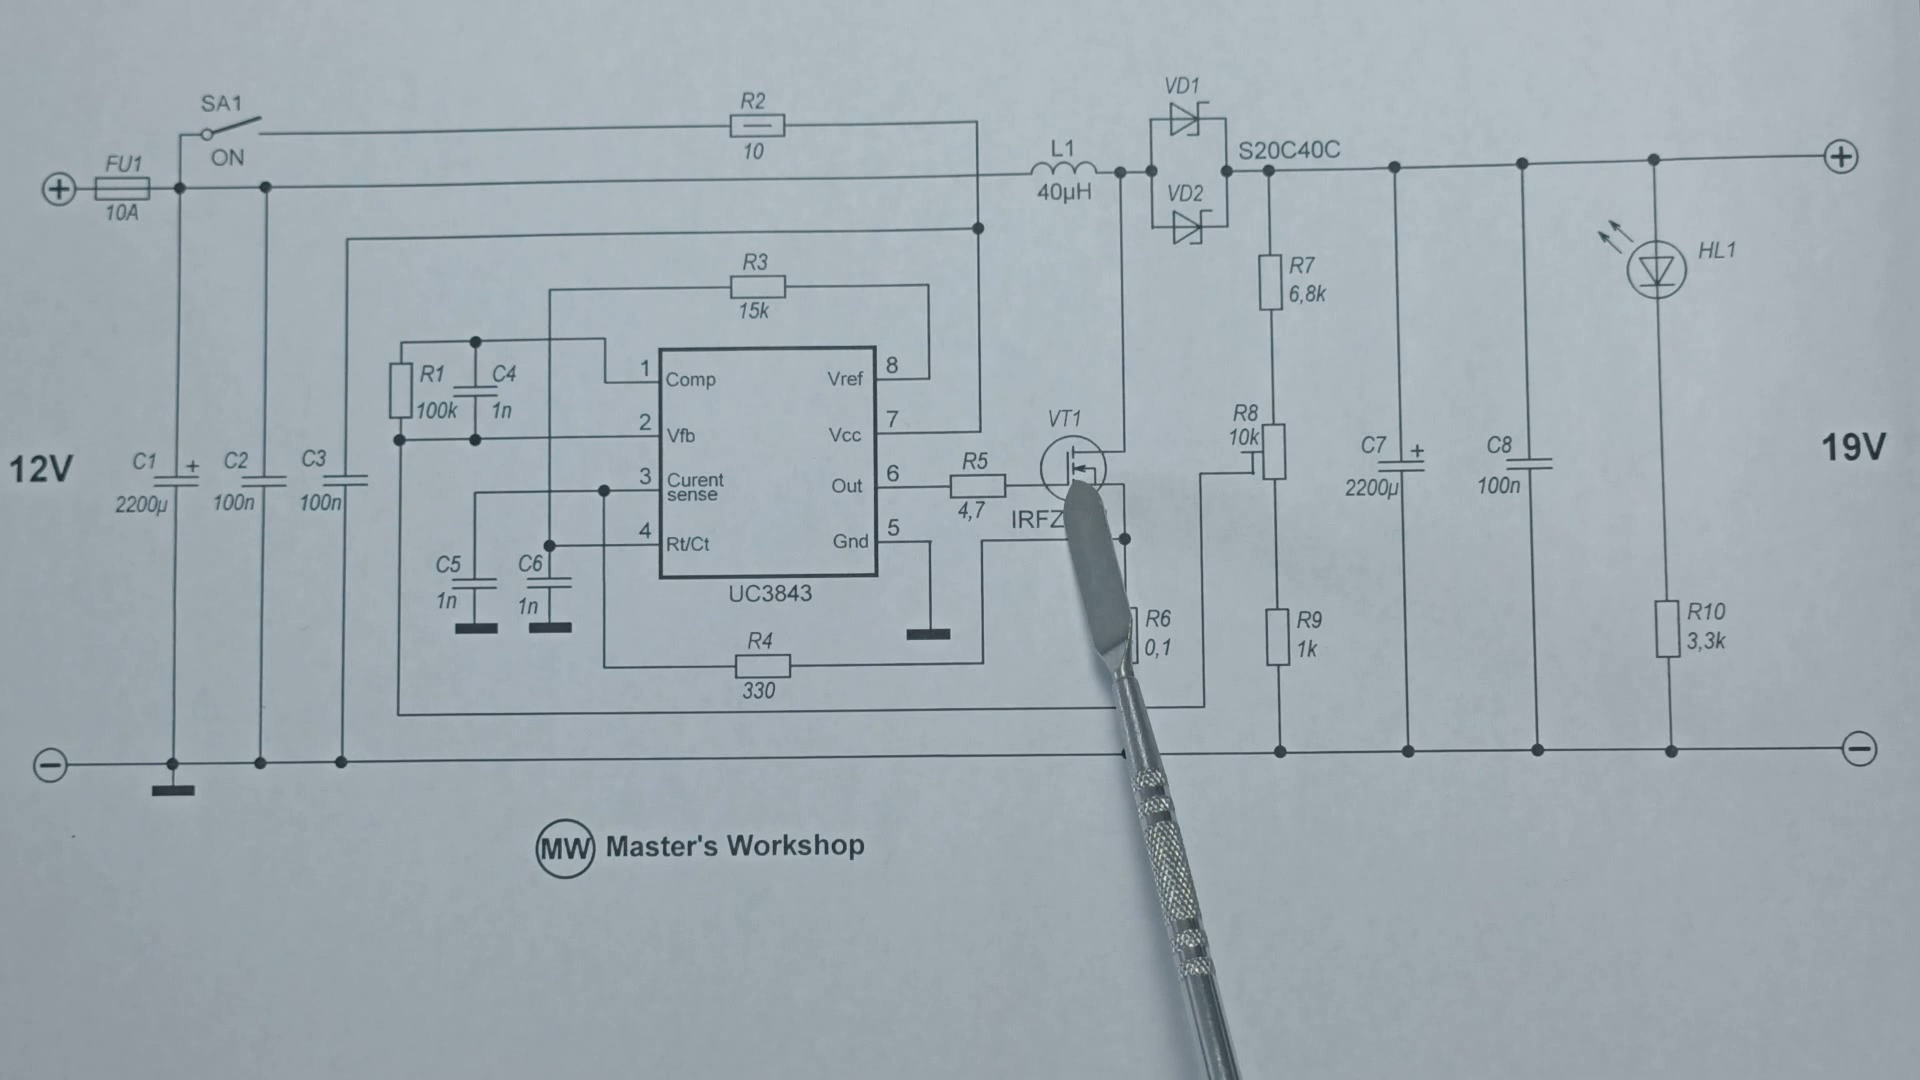 SA1
ON
FU1
10A
R2
10
L1
40µH
VD1
VD2
S20C40C
R3
15k
R7
6,8k
HL1
R1
100k
C4
1n
1
Comp
2
Vfb
3
Curent
sense
4
Rt/Ct
Vref
8
Vcc
7
Out
6
Gnd
5
UC3843
VT1
R5
4,7
IRFZ
R8
10k
12V
C1
+
2200µ
C2
100n
C3
100n
C7
+
2200µ
C8
100n
19V
C5
1n
C6
1n
R4
330
R6
0,1
R9
1k
R10
3,3k
MW Master's Workshop